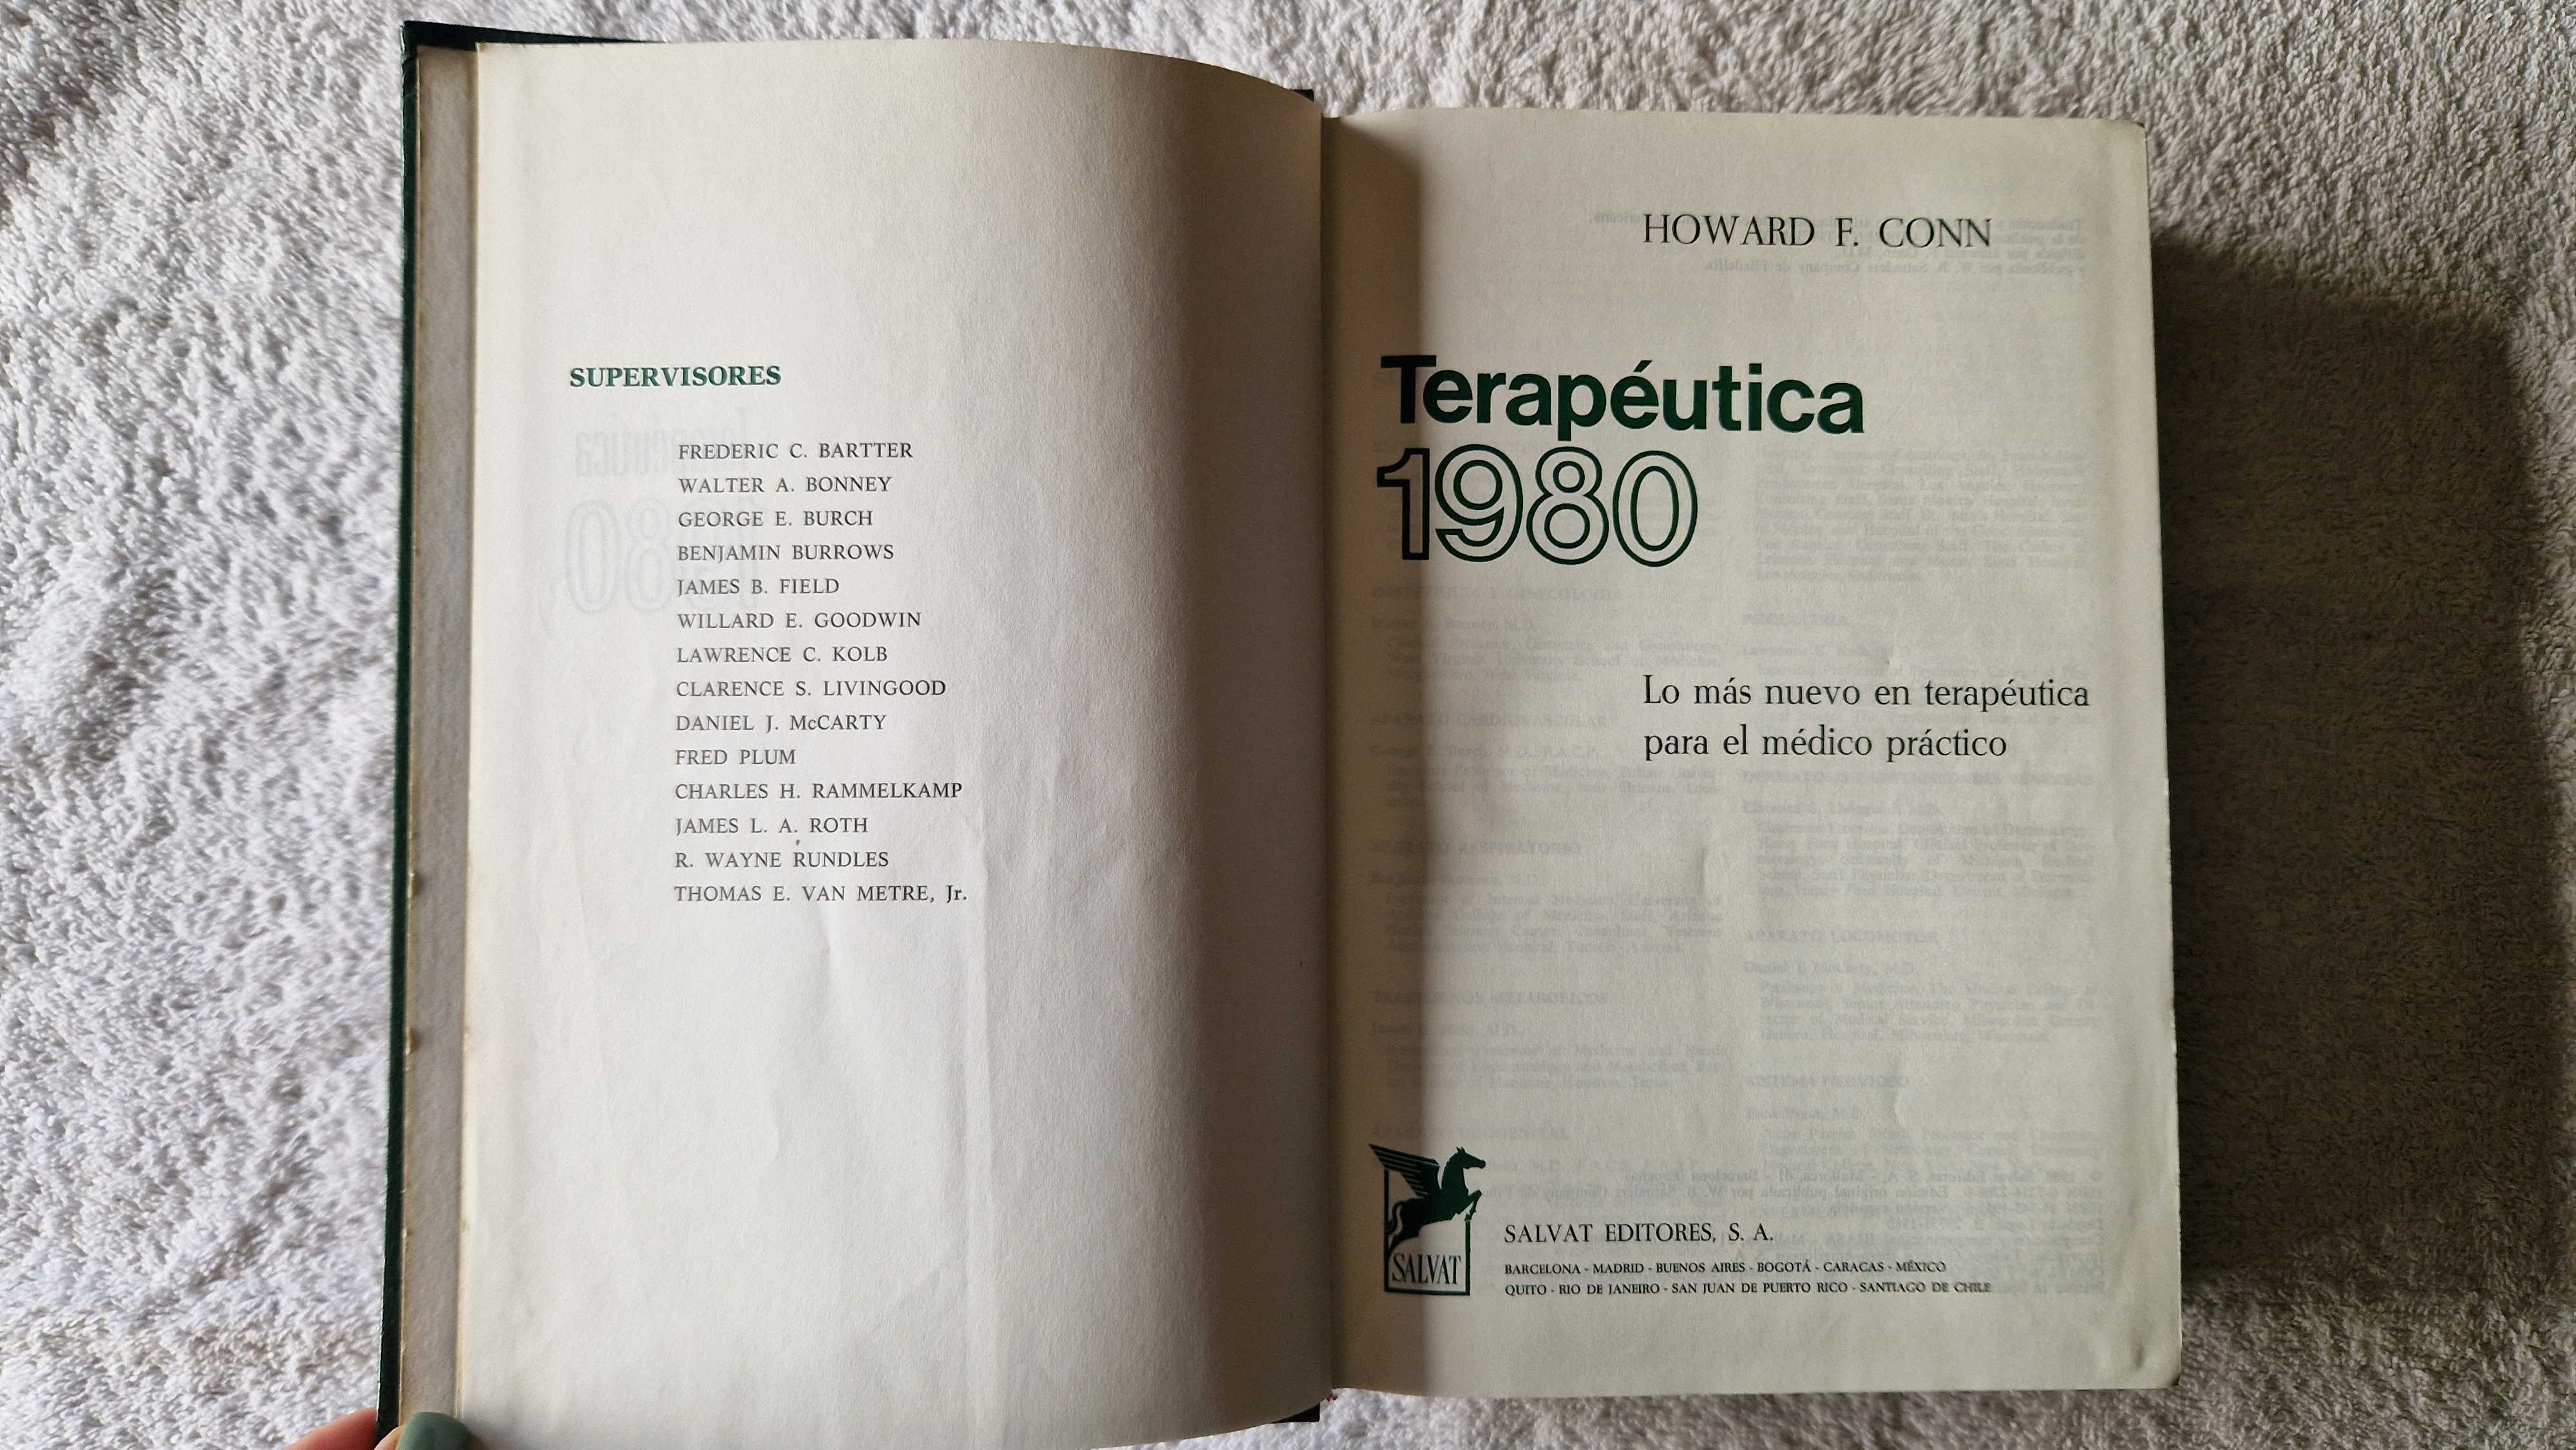 SUPERVISORES
FREDERIC C. BARTTER
WALTER A. BONNEY
GEORGE E. BURCH
BENJAMIN BURROWS
JAMES B. FIELD
WILLARD E. GOODWIN
LAWRENCE C. KOLB
CLARENCE S. LIVINGOOD
DANIEL J. McCARTY
FRED PLUM
CHARLES H. RAMMELKAMP
JAMES L. A. ROTH
R. WAYNE RUNDLES
THOMAS E. VAN METRE, Jr.
HOWARD F. CONN
Terapéutica
1980
Lo más nuevo en terapéutica
para el médico práctico
SALVAT
SALVAT EDITORES, S. A.
BARCELONA - MADRID - BUENOS AIRES - BOGOTÁ - CARACAS - MÉXICO
QUITO - RIO DE JANEIRO - SAN JUAN DE PUERTO RICO - SANTIAGO DE CHILE